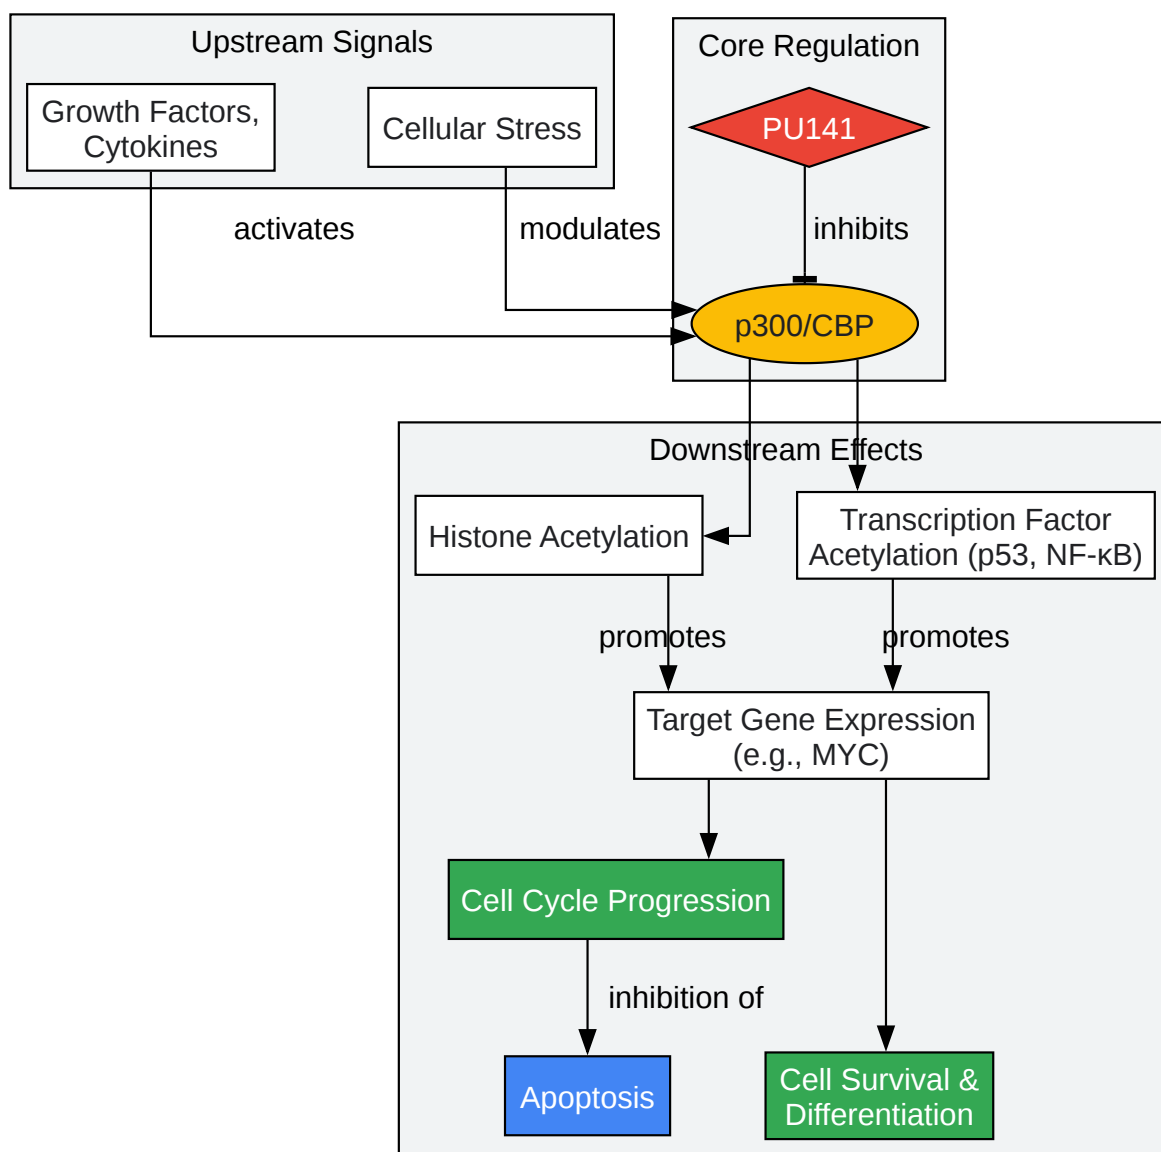 Upstream Signals
Core Regulation
Growth Factors,
Cytokines
Cellular Stress
PU141
activates
modulates
inhibits
p300/CBP
Downstream Effects
Histone Acetylation
Transcription Factor
Acetylation (p53, NF-κB)
promotes
promotes
Target Gene Expression
(e.g., MYC)
Cell Cycle Progression
inhibition of
Apoptosis
Cell Survival &
Differentiation